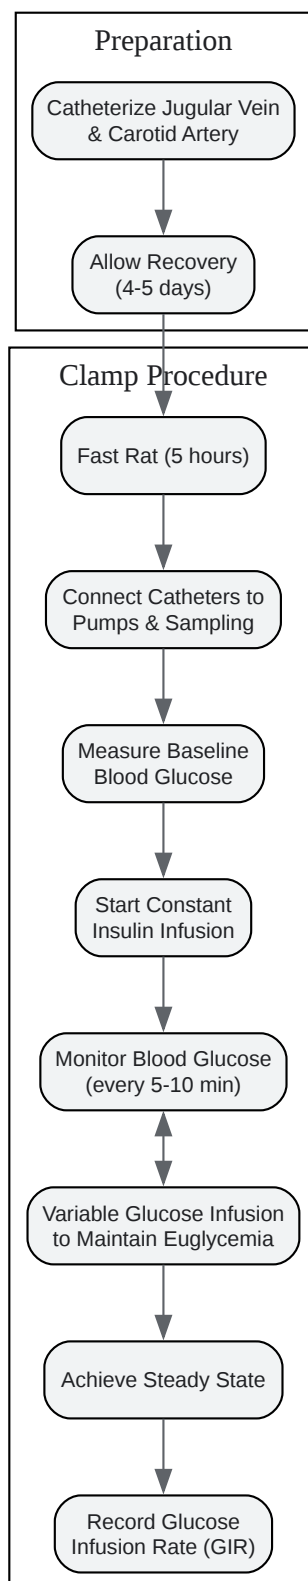 Preparation
Catheterize Jugular Vein
& Carotid Artery
Allow Recovery
(4-5 days)
Clamp Procedure
Fast Rat (5 hours)
Connect Catheters to
Pumps & Sampling
Measure Baseline
Blood Glucose
Start Constant
Insulin Infusion
Monitor Blood Glucose
(every 5-10 min)
Variable Glucose Infusion
to Maintain Euglycemia
Achieve Steady State
Record Glucose
Infusion Rate (GIR)